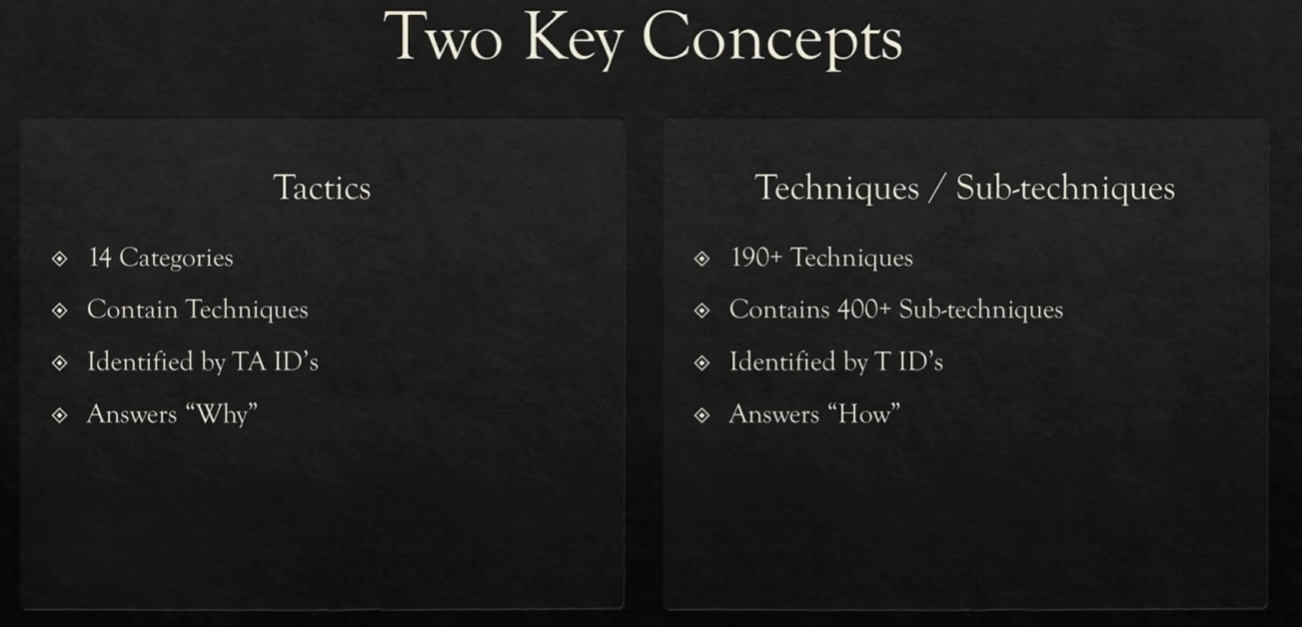 Two Key Concepts
Tactics
14 Categories
Contain Techniques
Identified by TA ID’s
Answers “Why”
Techniques / Sub-techniques
190+ Techniques
Contains 400+ Sub-techniques
Identified by T ID’s
Answers “How”